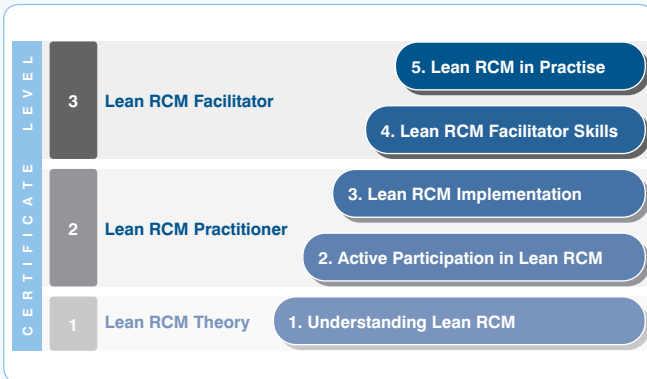 CERTIFICATE LEVEL
3
Lean RCM Facilitator
5. Lean RCM in Practise
4. Lean RCM Facilitator Skills
2
Lean RCM Practitioner
3. Lean RCM Implementation
2. Active Participation in Lean RCM
1
Lean RCM Theory
1. Understanding Lean RCM